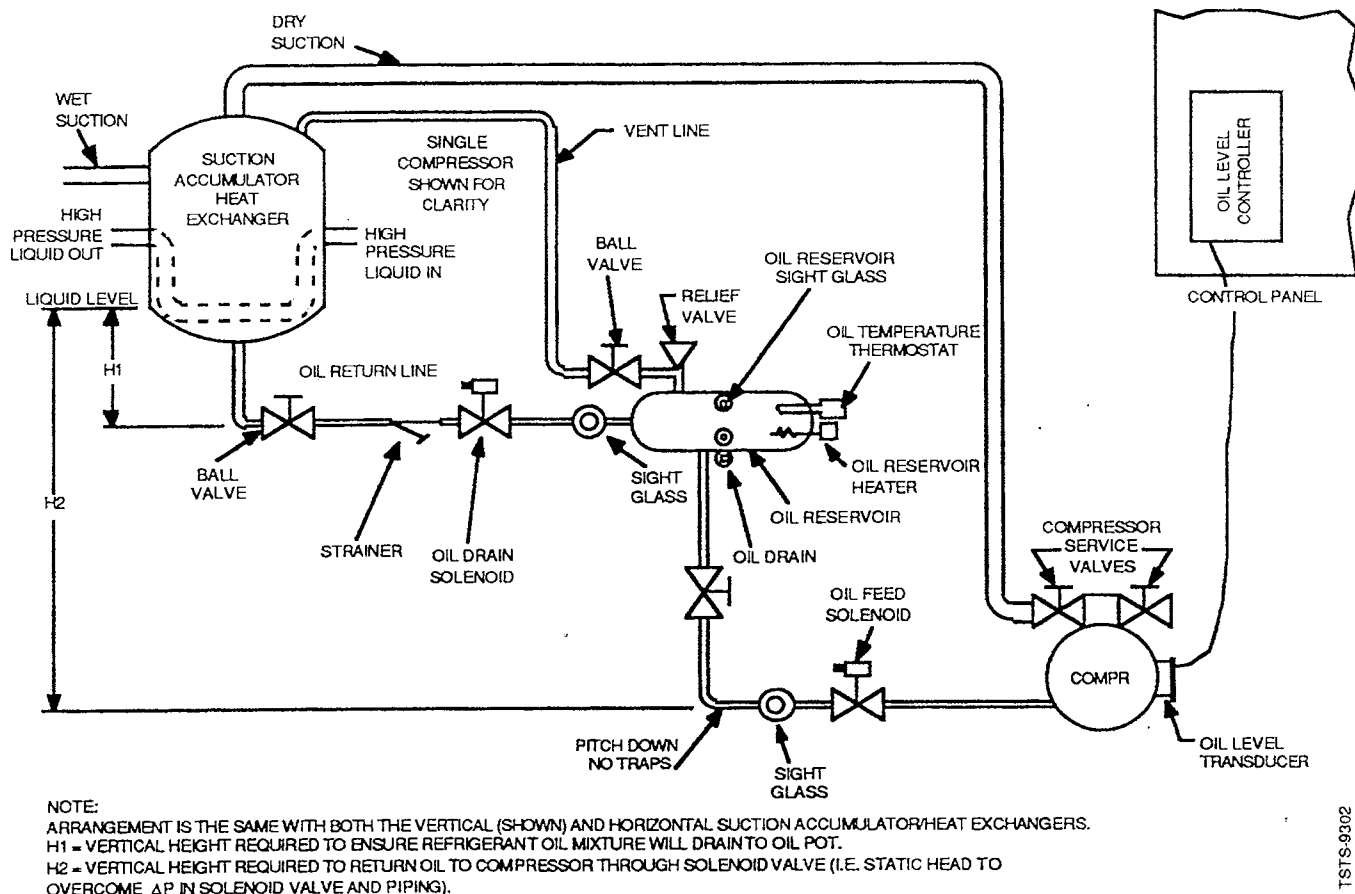 DRY
SUCTION
WET
SUCTION
SUCTION
ACCUMULATOR
HEAT
EXCHANGER
SINGLE
COMPRESSOR
SHOWN FOR
CLARITY
VENT LINE
OIL LEVEL
CONTROLLER
HIGH
PRESSURE
LIQUID OUT
HIGH
PRESSURE
LIQUID IN
BALL
VALVE
OIL RESERVOIR
SIGHT GLASS
CONTROL PANEL
LIQUID LEVEL
RELIEF
VALVE
OIL TEMPERATURE
THERMOSTAT
H1
OIL RETURN LINE
BALL
VALVE
SIGHT
GLASS
OIL RESERVOIR
HEATER
H2
OIL RESERVOIR
STRAINER
OIL DRAIN
SOLENOID
OIL DRAIN
COMPRESSOR
SERVICE
VALVES
OIL FEED
SOLENOID
COMPR
PITCH DOWN
NO TRAPS
SIGHT
GLASS
OIL LEVEL
TRANSDUCER
NOTE:
ARRANGEMENT IS THE SAME WITH BOTH THE VERTICAL (SHOWN) AND HORIZONTAL SUCTION ACCUMULATOR/HEAT EXCHANGERS.
H1 = VERTICAL HEIGHT REQUIRED TO ENSURE REFRIGERANT OIL MIXTURE WILL DRAIN TO OIL POT.
H2 = VERTICAL HEIGHT REQUIRED TO RETURN OIL TO COMPRESSOR THROUGH SOLENOID VALVE (I.E. STATIC HEAD TO
OVERCOME ΔP IN SOLENOID VALVE AND PIPING).
TSTS-9302